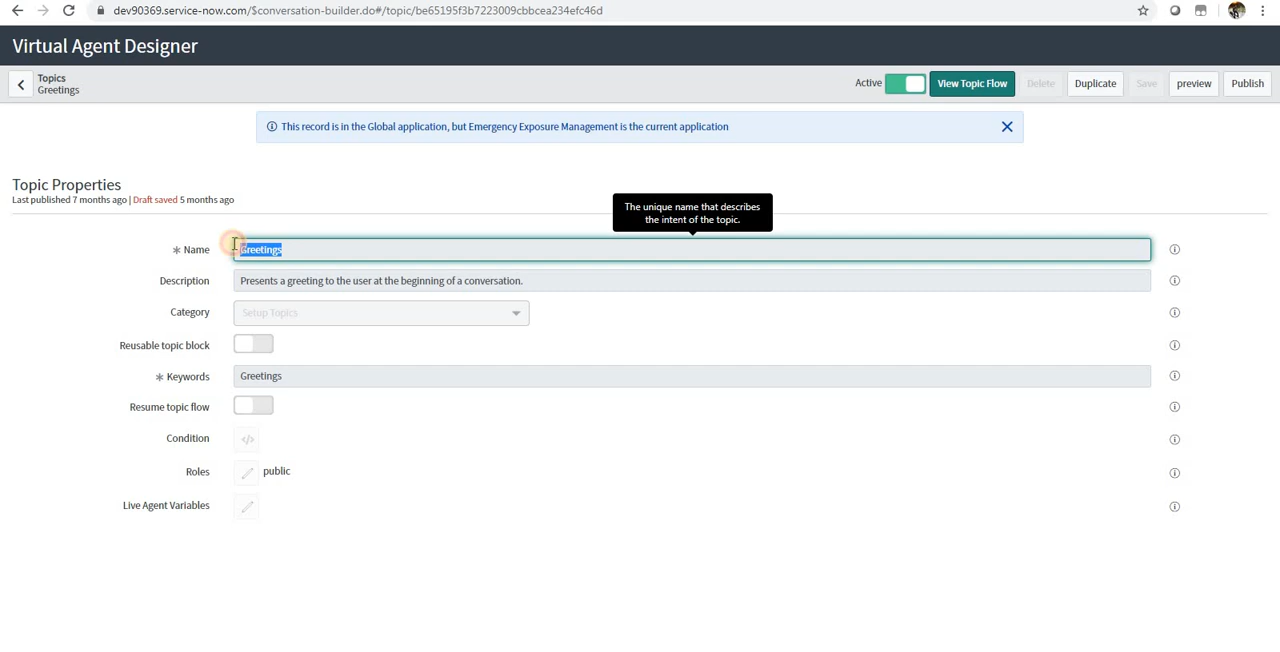 dev90369.service-now.com/$conversation-builder.do#/topic/be65195f3b7223009cbbcea234efc46d
Virtual Agent Designer
Topics
Greetings
Active
View Topic Flow
Delete
Duplicate
Save
preview
Publish
This record is in the Global application, but Emergency Exposure Management is the current application
Topic Properties
Last published 7 months ago | Draft saved 5 months ago
The unique name that describes
the intent of the topic.
* Name
Greetings
Description
Presents a greeting to the user at the beginning of a conversation.
Category
Setup Topics
Reusable topic block
* Keywords
Greetings
Resume topic flow
Condition
</>
Roles
public
Live Agent Variables